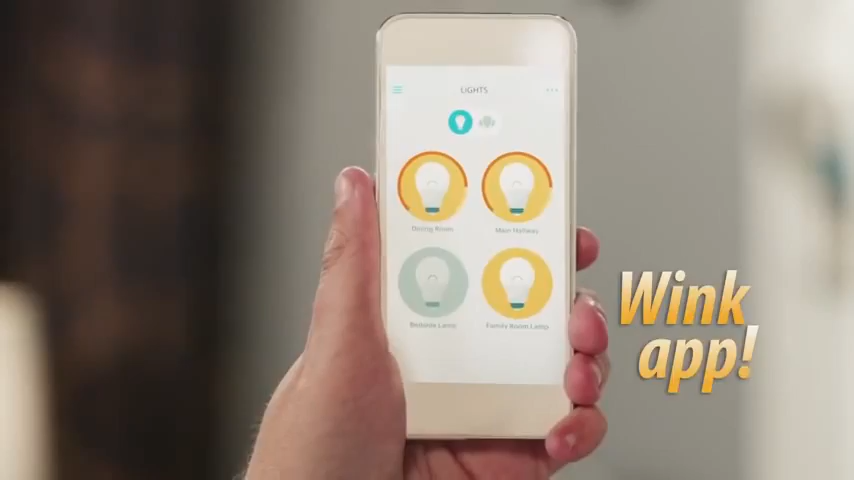 LIGHTS
Dining Room
Main Hallway
Bedside Lamp
Family Room Lamp
Wink
app!